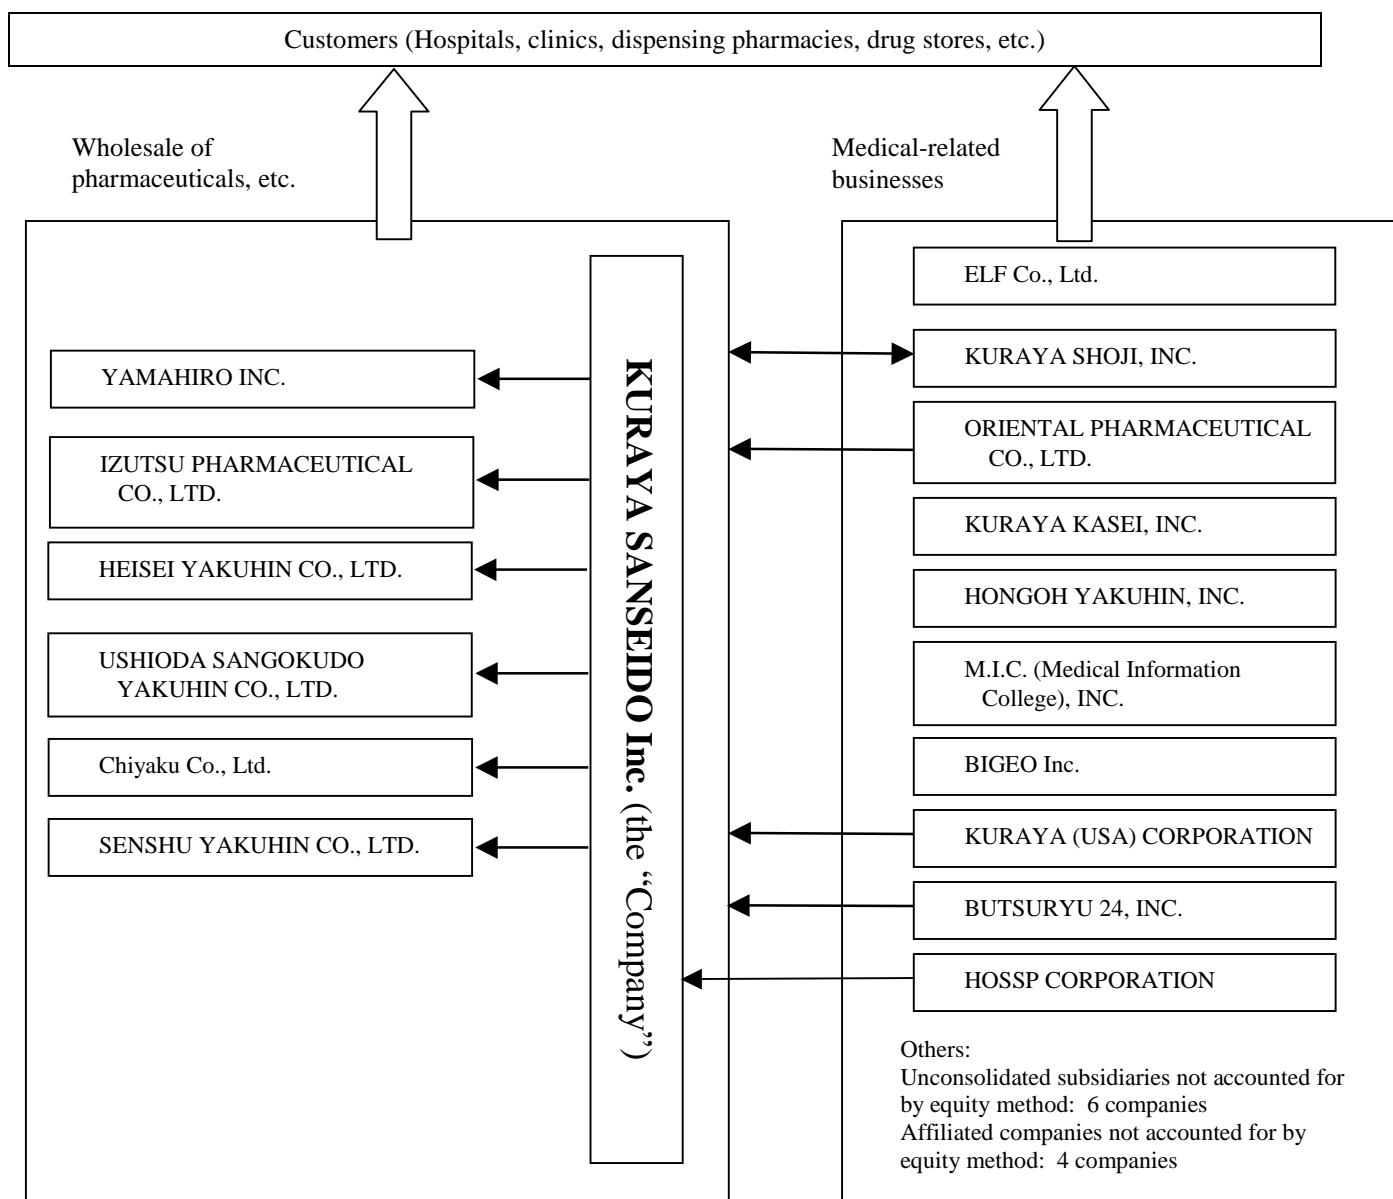 Customers (Hospitals, clinics, dispensing pharmacies, drug stores, etc.)
Wholesale of
pharmaceuticals, etc.
Medical-related
businesses
YAMAHIRO INC.
IZUTSU PHARMACEUTICAL
CO., LTD.
HEISEI YAKUHIN CO., LTD.
USHIODA SANGOKUDO
YAKUHIN CO., LTD.
Chiyaku Co., Ltd.
SENSHU YAKUHIN CO., LTD.
KURAYA SANSEIDO Inc. (the “Company”)
ELF Co., Ltd.
KURAYA SHOJI, INC.
ORIENTAL PHARMACEUTICAL
CO., LTD.
KURAYA KASEI, INC.
HONGOH YAKUHIN, INC.
M.I.C. (Medical Information
College), INC.
BIGEO Inc.
KURAYA (USA) CORPORATION
BUTSURYU 24, INC.
HOSSP CORPORATION
Others:
Unconsolidated subsidiaries not accounted for
by equity method:  6 companies
Affiliated companies not accounted for by
equity method:  4 companies